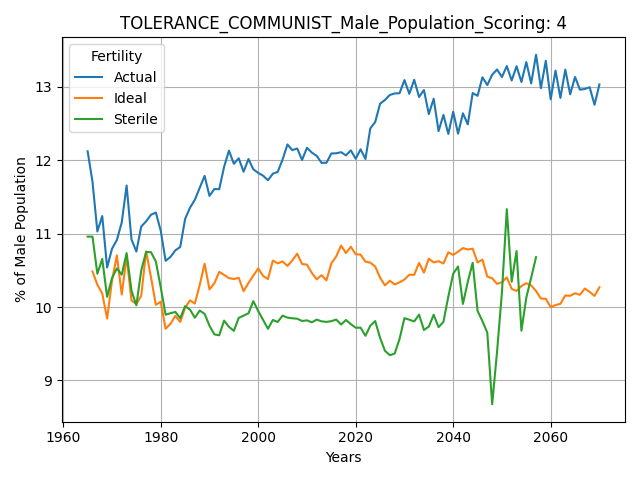 TOLERANCE_COMMUNIST_Male_Population_Scoring: 4
Fertility
Actual
Ideal
Sterile
% of Male Population
13
12
11
10
9
1960 1980 2000 2020 2040 2060
Years